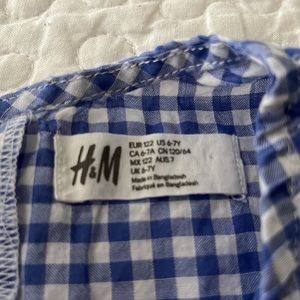 H&M
EUR 122 US 6-7Y
CA 6-7A CN 120/64
MX 122 AUS 7
UK 6-7Y
Made in Bangladesh
Fabriqué en Bangladesh